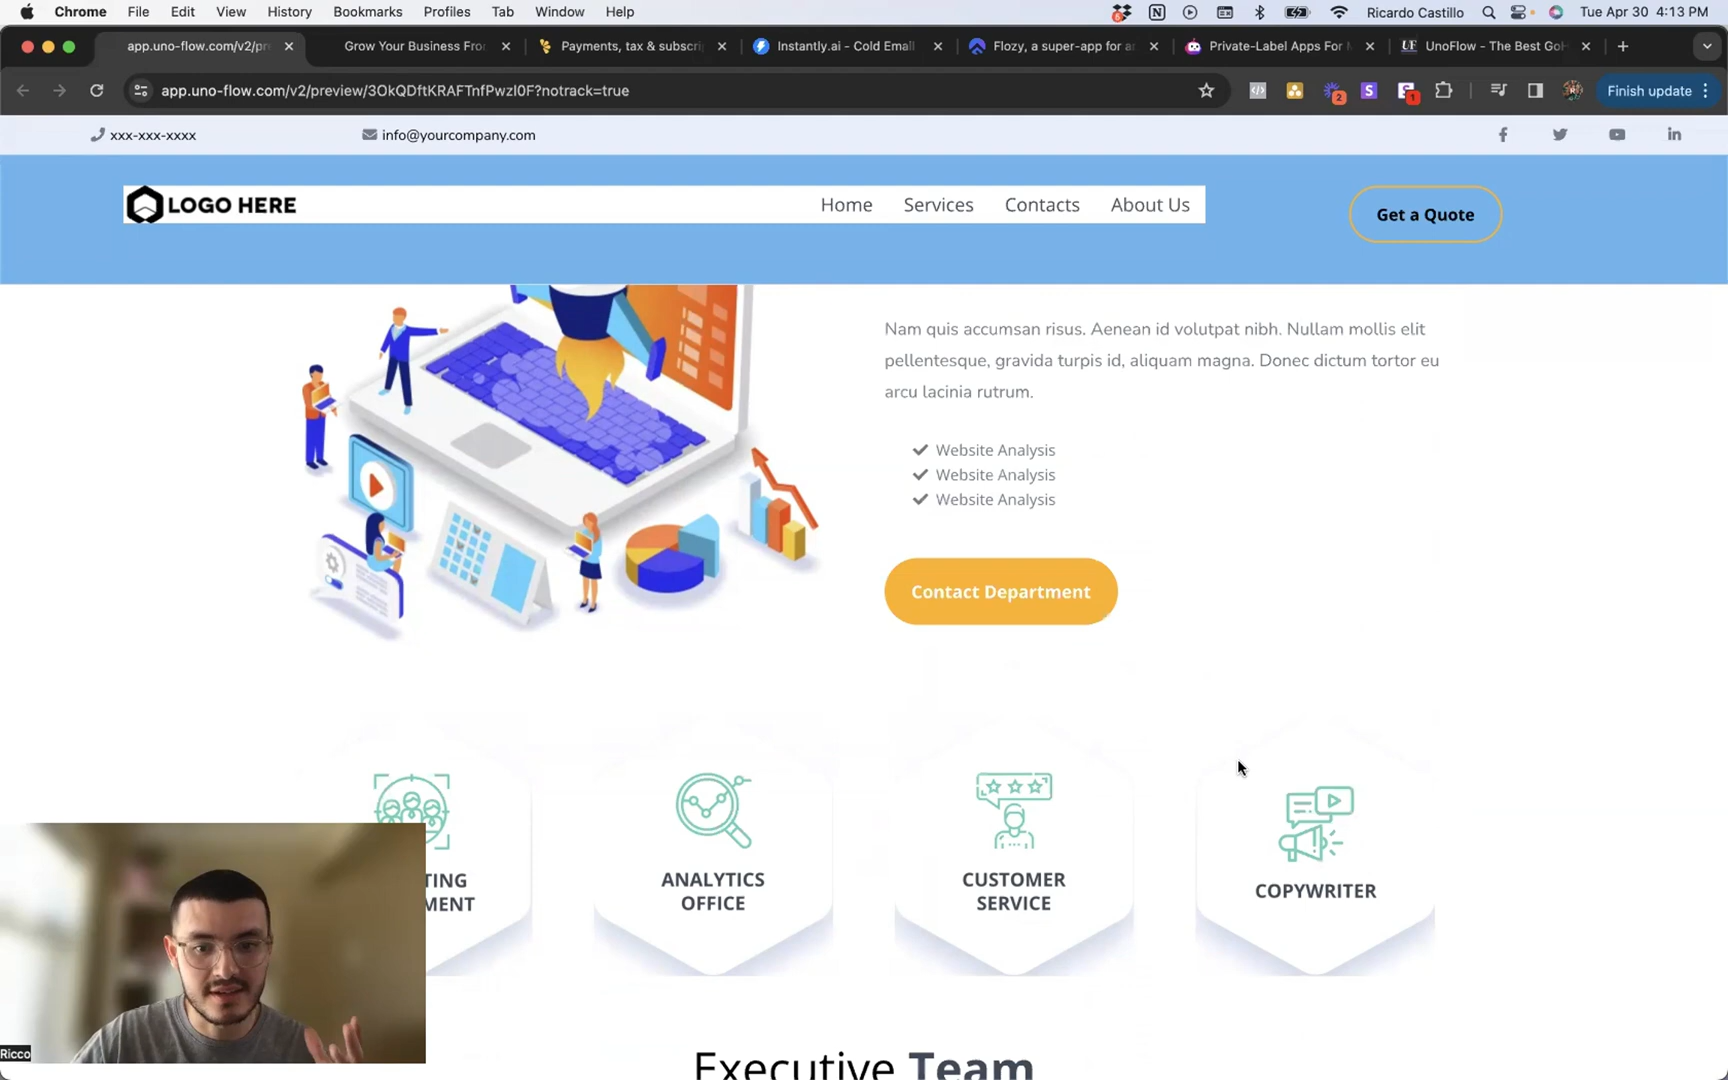 Chrome File Edit View History Bookmarks Profiles Tab Window Help
Ricardo Castillo Tue Apr 30 4:13 PM
app.uno-flow.com/v2/pr Grow Your Business Fro Payments, tax & subscri Instantly.ai - Cold Email Flozy, a super-app for a Private-Label Apps For UnoFlow - The Best Go
app.uno-flow.com/v2/preview/3OkQDftKRAFTnfPwzI0F?notrack=true
2 S 1 Finish update
xxx-xxx-xxxx info@yourcompany.com
LOGO HERE Home Services Contacts About Us
Get a Quote
Nam quis accumsan risus. Aenean id volutpat nibh. Nullam mollis elit
pellentesque, gravida turpis id, aliquam magna. Donec dictum tortor eu
arcu lacinia rutrum.
Website Analysis
Website Analysis
Website Analysis
Contact Department
TING
MENT
ANALYTICS
OFFICE
CUSTOMER
SERVICE
COPYWRITER
Ricco
Executive Team